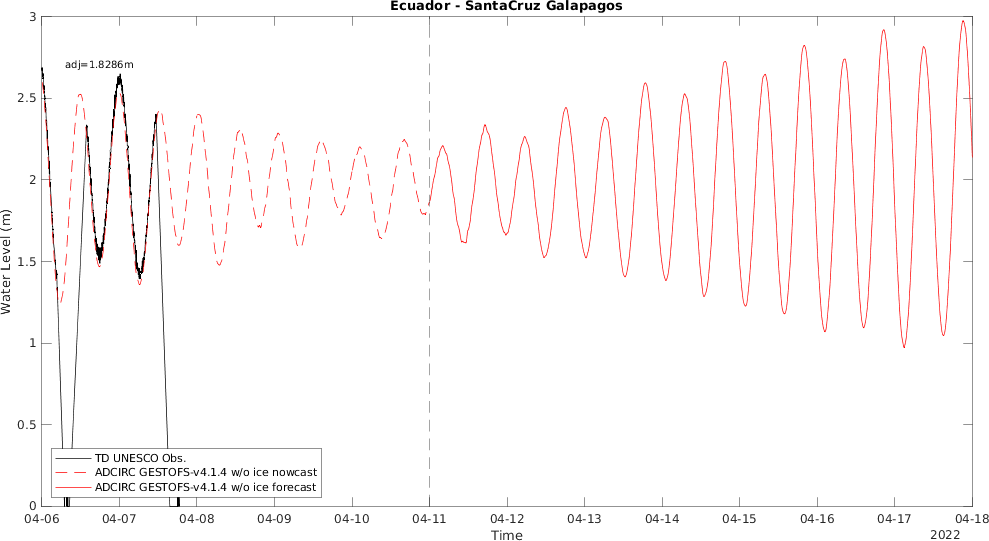 Ecuador - SantaCruz Galapagos
3
adj=1.8286m
2.5
2
Water Level (m)
1.5
1
0.5
TD UNESCO Obs.
ADCIRC GESTOFS-v4.1.4 w/o ice nowcast
ADCIRC GESTOFS-v4.1.4 w/o ice forecast
0
04-06 04-07 04-08 04-09 04-10 04-11 04-12 04-13 04-14 04-15 04-16 04-17 04-18
Time
2022